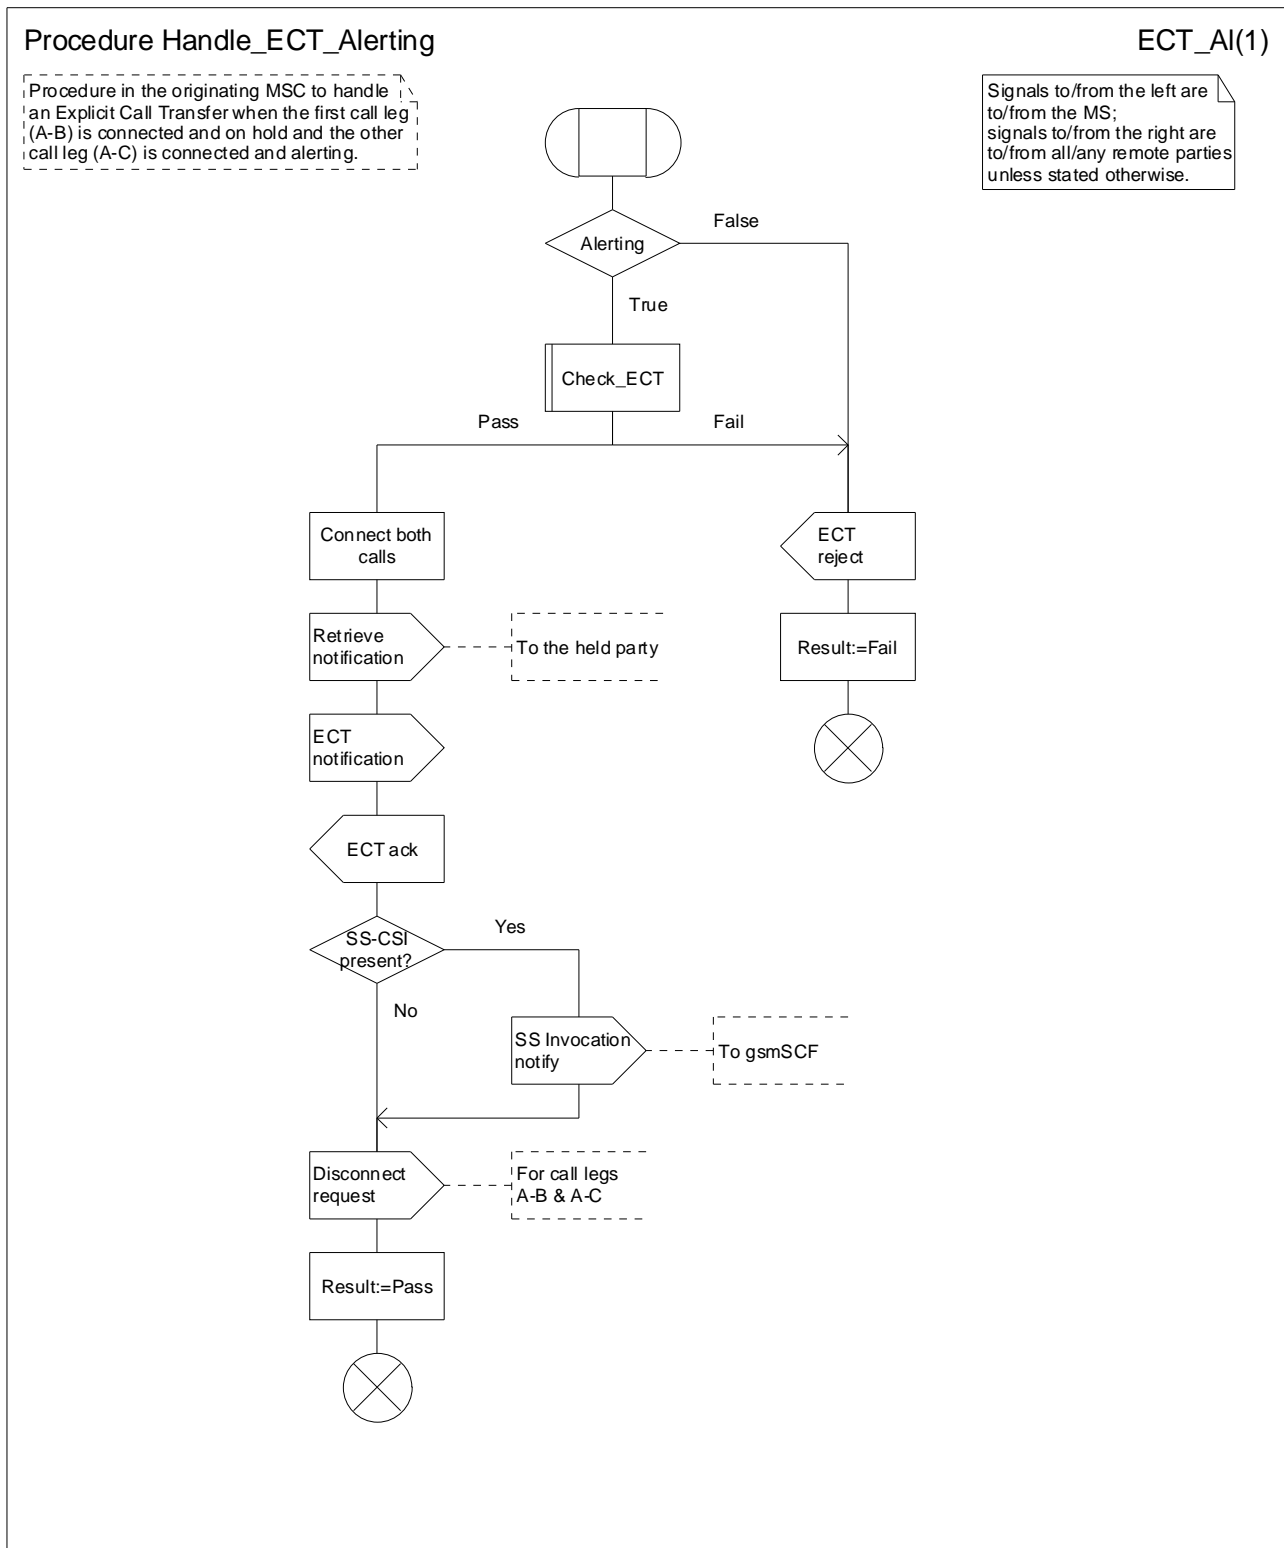 Procedure Handle_ECT_Alerting
ECT_Al(1)
Procedure in the originating MSC to handle
an Explicit Call Transfer when the first call leg
(A-B) is connected and on hold and the other
call leg (A-C) is connected and alerting.
Signals to/from the left are
to/from the MS;
signals to/from the right are
to/from all/any remote parties
unless stated otherwise.
Alerting
False
True
Check_ECT
Pass
Fail
Connect both
calls
ECT
reject
Retrieve
notification
To the held party
Result:=Fail
ECT
notification
ECT ack
SS-CSI
present?
Yes
No
SS Invocation
notify
To gsmSCF
Disconnect
request
For call legs
A-B & A-C
Result:=Pass